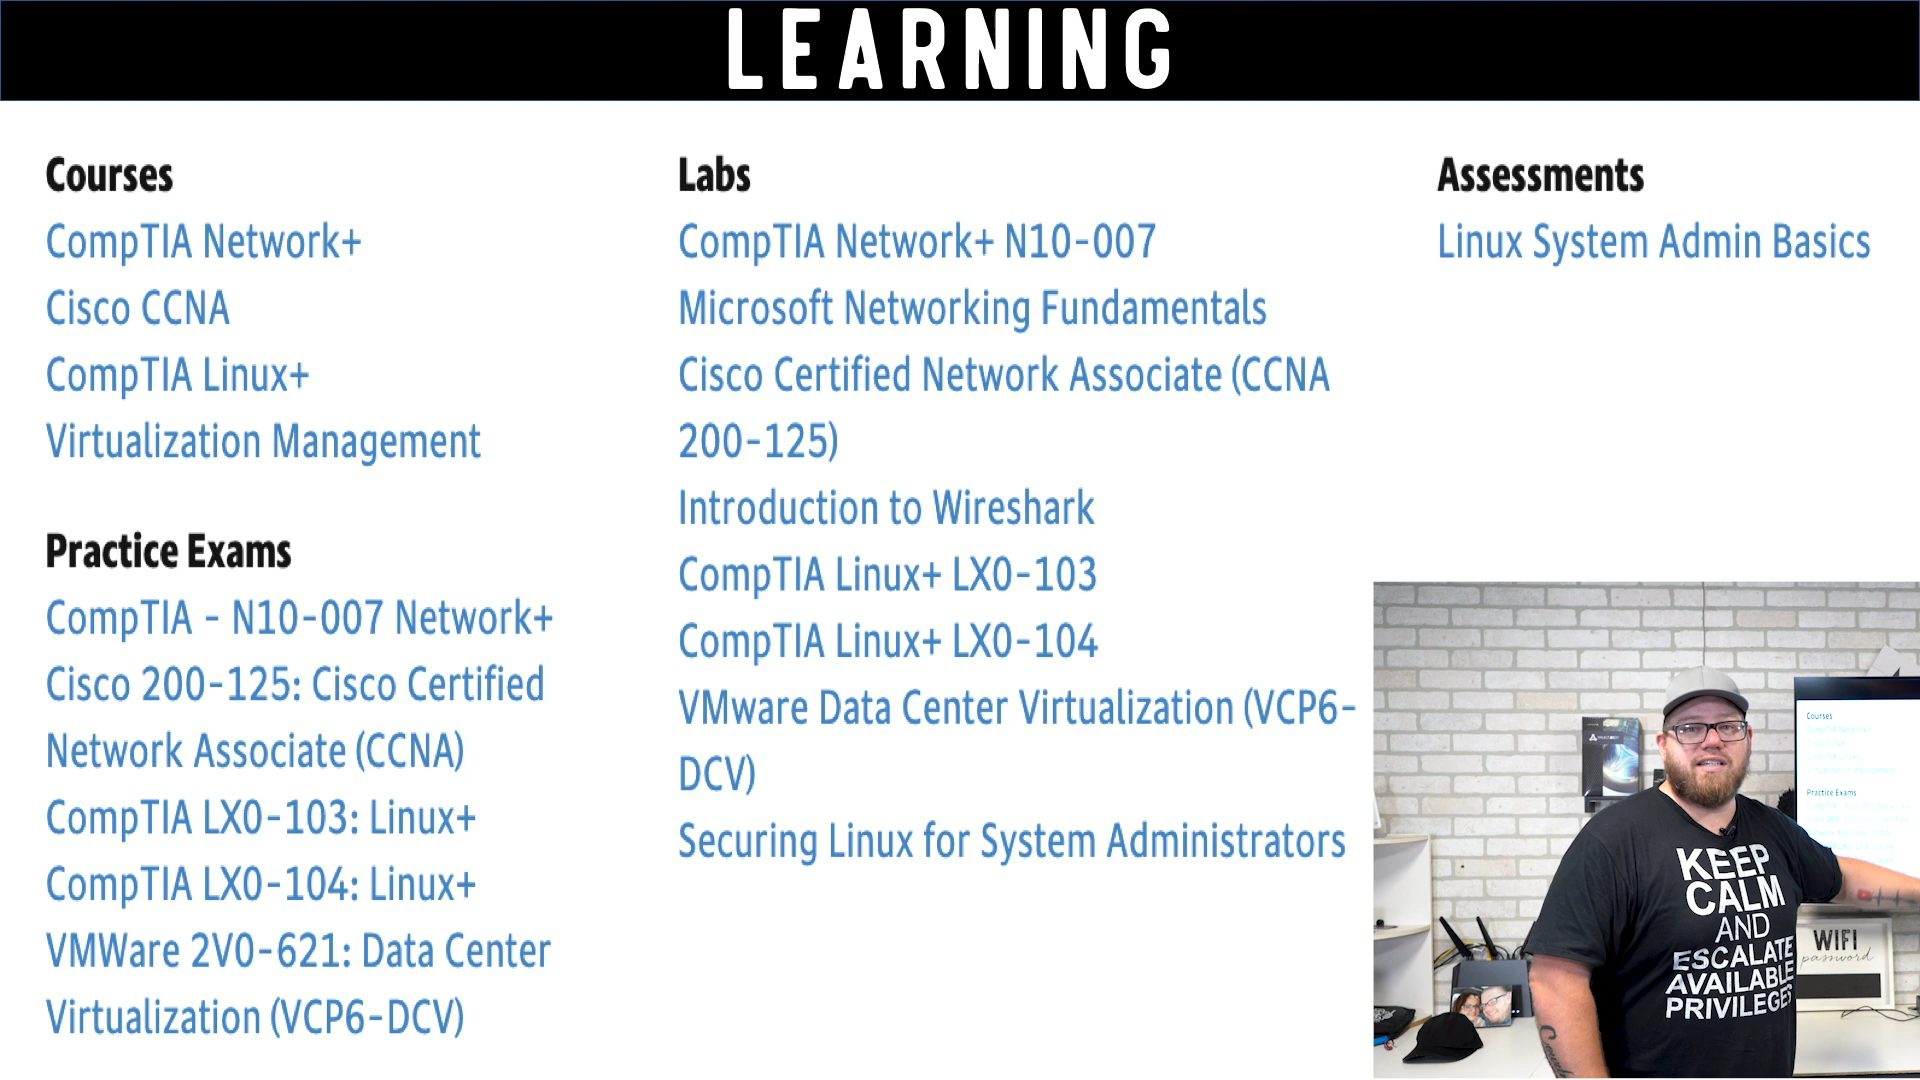 LEARNING
Courses
CompTIA Network+
Cisco CCNA
CompTIA Linux+
Virtualization Management
Practice Exams
CompTIA - N10-007 Network+
Cisco 200-125: Cisco Certified
Network Associate (CCNA)
CompTIA LX0-103: Linux+
CompTIA LX0-104: Linux+
VMWare 2V0-621: Data Center
Virtualization (VCP6-DCV)
Labs
CompTIA Network+ N10-007
Microsoft Networking Fundamentals
Cisco Certified Network Associate (CCNA
200-125)
Introduction to Wireshark
CompTIA Linux+ LX0-103
CompTIA Linux+ LX0-104
VMware Data Center Virtualization (VCP6-
DCV)
Securing Linux for System Administrators
Assessments
Linux System Admin Basics
Courses
Practice Exams
KEEP
CALM
AND
ESCALATE
AVAILABLE
PRIVILEGES
WIFI
password